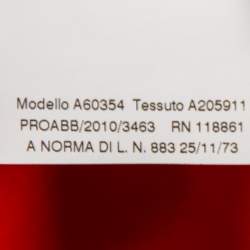 Modello A60354 Tessuto A205911
PROABB/2010/3463 RN 118861
A NORMA DI L. N. 883 25/11/73